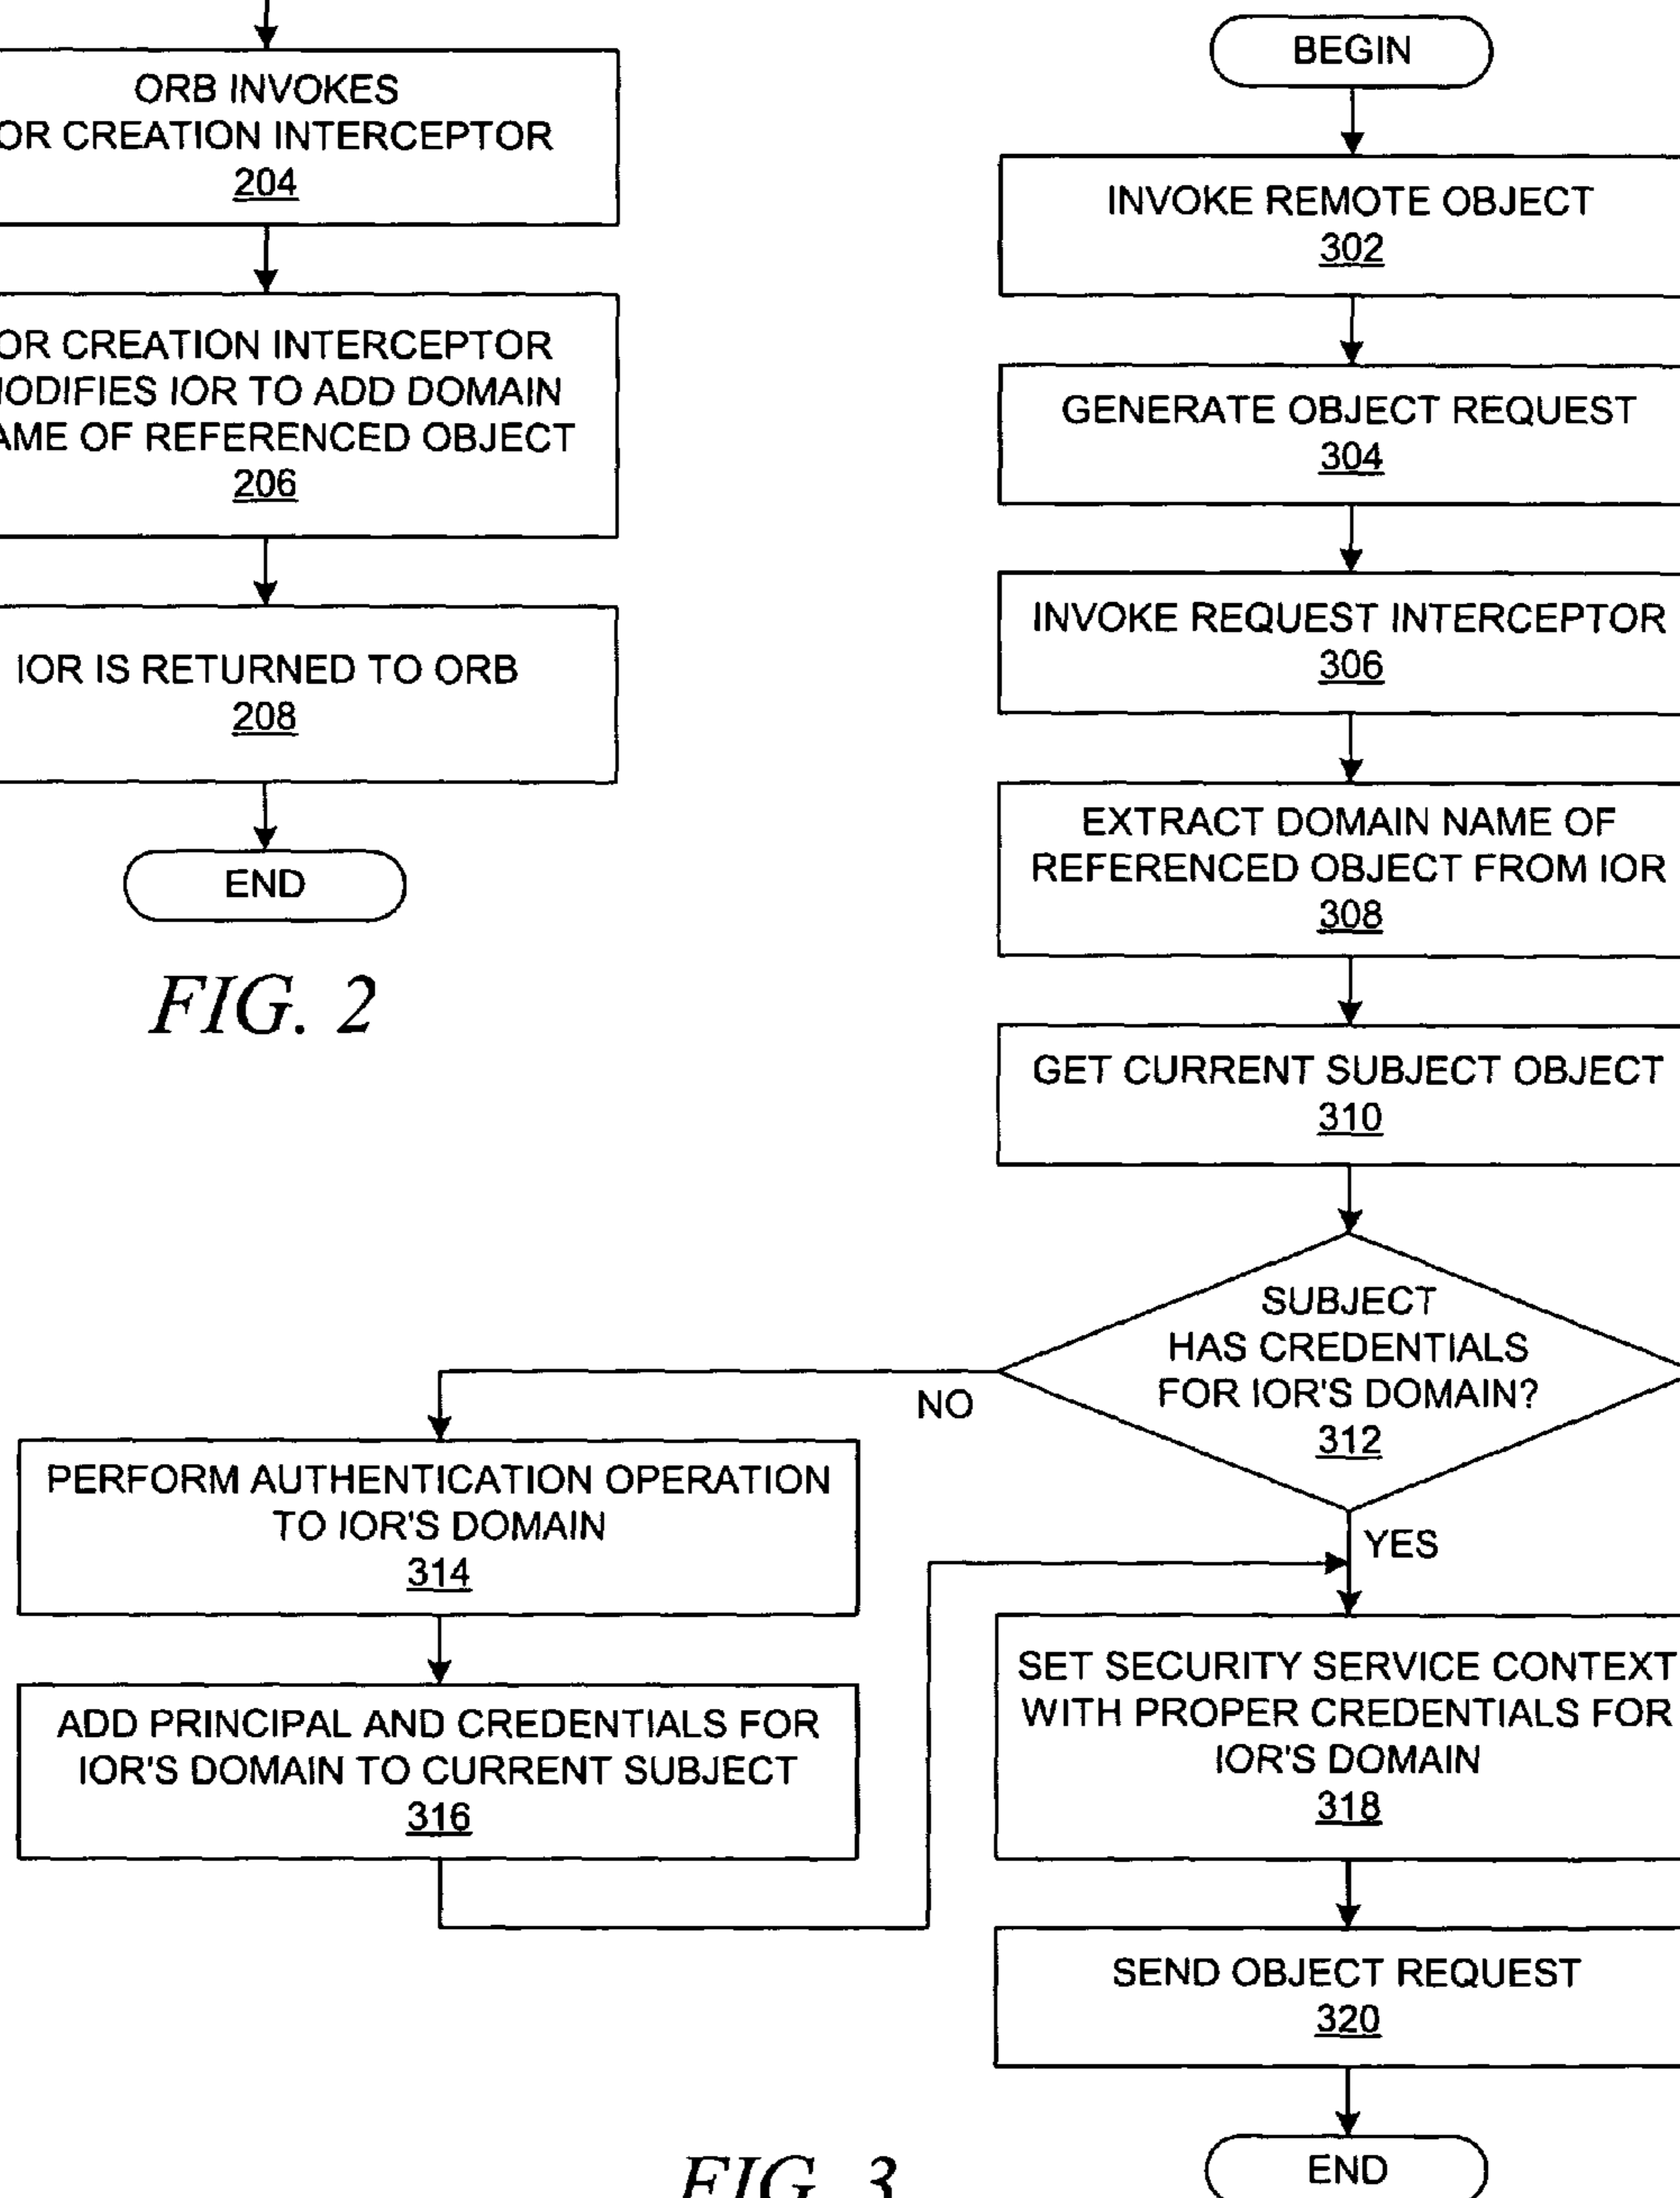 ORB INVOKES
OR CREATION INTERCEPTOR
204
OR CREATION INTERCEPTOR
ODIFIES IOR TO ADD DOMAIN
AME OF REFERENCED OBJECT
206
IOR IS RETURNED TO ORB
208
END
FIG. 2
BEGIN
INVOKE REMOTE OBJECT
302
GENERATE OBJECT REQUEST
304
INVOKE REQUEST INTERCEPTOR
306
EXTRACT DOMAIN NAME OF
REFERENCED OBJECT FROM IOR
308
GET CURRENT SUBJECT OBJECT
310
SUBJECT
HAS CREDENTIALS
FOR IOR'S DOMAIN?
312
NO
YES
PERFORM AUTHENTICATION OPERATION
TO IOR'S DOMAIN
314
ADD PRINCIPAL AND CREDENTIALS FOR
IOR'S DOMAIN TO CURRENT SUBJECT
316
SET SECURITY SERVICE CONTEXT
WITH PROPER CREDENTIALS FOR
IOR'S DOMAIN
318
SEND OBJECT REQUEST
320
END
FIG. 3